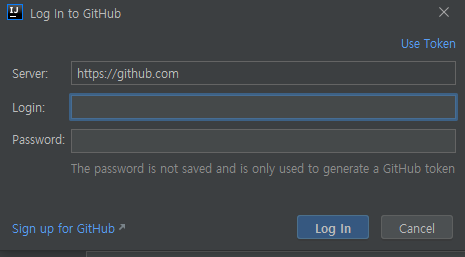 IJ Log In to GitHub
Use Token
Server: https://github.com
Login:
Password:
The password is not saved and is only used to generate a GitHub token
Sign up for GitHub Log In Cancel